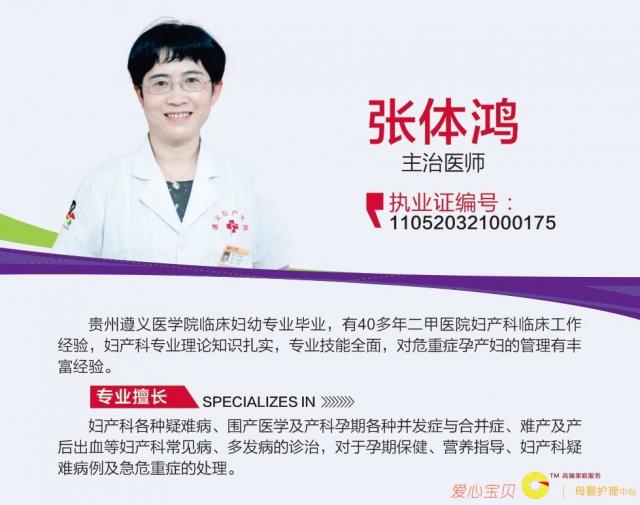 张体鸿
主治医师
执业证编号：
110520321000175
贵州遵义医学院临床妇幼专业毕业，有40多年二甲医院妇产科临床工作
经验，妇产科专业理论知识扎实，专业技能全面，对危重症孕产妇的管理有丰
富经验。
专业擅长 SPECIALIZES IN
妇产科各种疑难病、围产医学及产科孕期各种并发症与合并症、难产及产
后出血等妇产科常见病、多发病的诊治，对于孕期保健、营养指导、妇产科疑
难病例及急危重症的处理。
TM 高端家庭服务
爱心宝贝 母婴护理中心